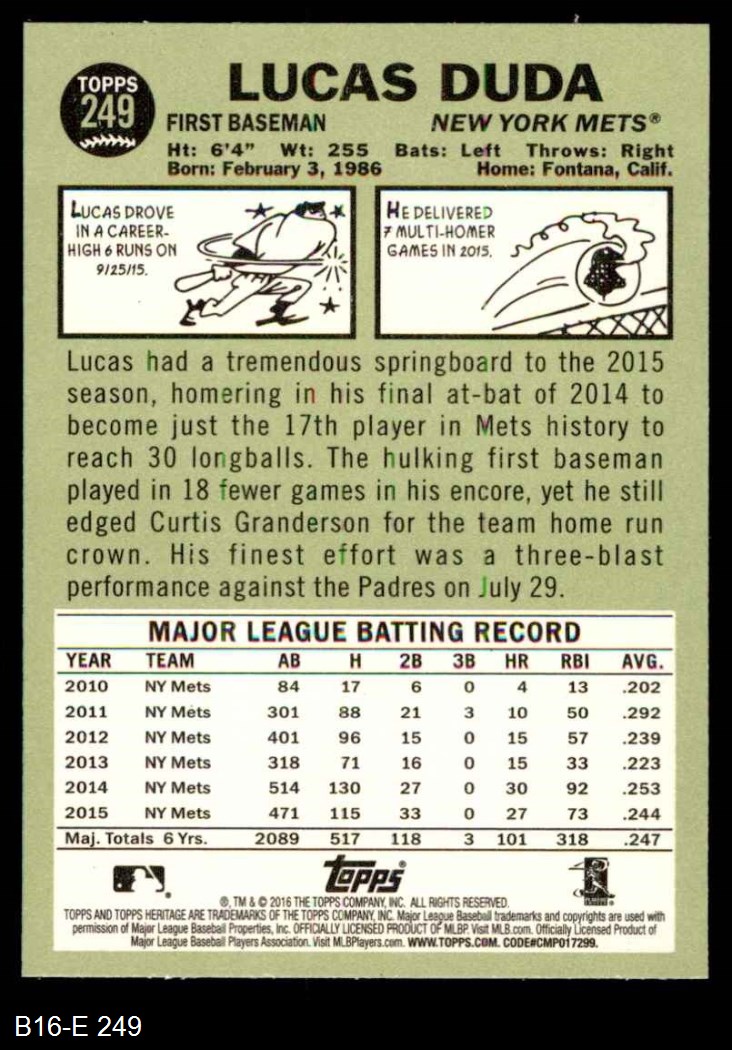 TOPPS
249
LUCAS DUDA
FIRST BASEMAN NEW YORK METS®
Ht: 6'4" Wt: 255 Bats: Left Throws: Right
Born: February 3, 1986 Home: Fontana, Calif.
LUCAS DROVE
IN A CAREER-
HIGH 6 RUNS ON
9/25/15.
HE DELIVERED
7 MULTI-HOMER
GAMES IN 2015.
Lucas had a tremendous springboard to the 2015
season, homering in his final at-bat of 2014 to
become just the 17th player in Mets history to
reach 30 longballs. The hulking first baseman
played in 18 fewer games in his encore, yet he still
edged Curtis Granderson for the team home run
crown. His finest effort was a three-blast
performance against the Padres on July 29.
MAJOR LEAGUE BATTING RECORD
YEAR TEAM AB H 2B 3B HR RBI AVG.
2010 NY Mets 84 17 6 0 4 13 .202
2011 NY Mets 301 88 21 3 10 50 .292
2012 NY Mets 401 96 15 0 15 57 .239
2013 NY Mets 318 71 16 0 15 33 .223
2014 NY Mets 514 130 27 0 30 92 .253
2015 NY Mets 471 115 33 0 27 73 .244
Maj. Totals 6 Yrs. 2089 517 118 3 101 318 .247
Topps®
®, TM & © 2016 THE TOPPS COMPANY, INC. ALL RIGHTS RESERVED.
TOPPS AND TOPPS HERITAGE ARE TRADEMARKS OF THE TOPPS COMPANY, INC. Major League Baseball trademarks and copyrights are used with
permission of Major League Baseball Properties, Inc. OFFICIALLY LICENSED PRODUCT OF MLBP. Visit MLB.com. Officially Licensed Product of
Major League Baseball Players Association. Visit MLBPlayers.com. WWW.TOPPS.COM. CODE#CMP017299.
B16-E 249